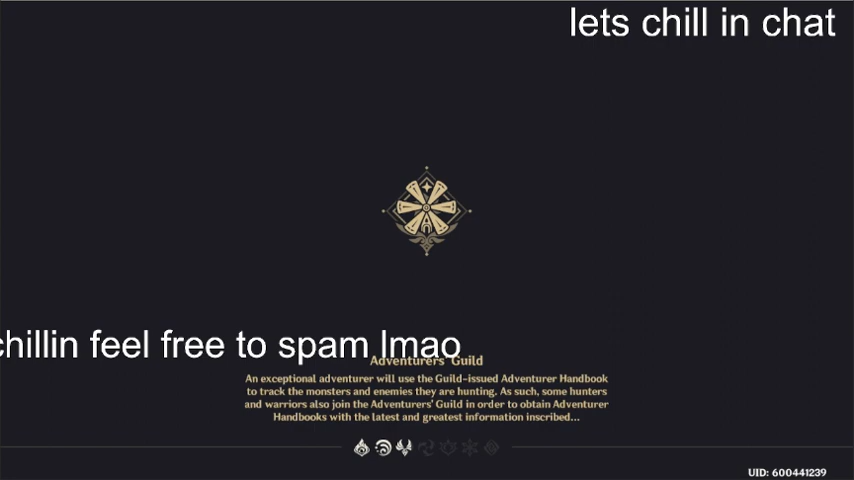 lets chill in chat
chillin feel free to spam lmao
Adventurers' Guild
An exceptional adventurer will use the Guild-issued Adventurer Handbook
to track the monsters and enemies they are hunting. As such, some hunters
and warriors also join the Adventurers' Guild in order to obtain Adventurer
Handbooks with the latest and greatest information inscribed...
UID: 600441239